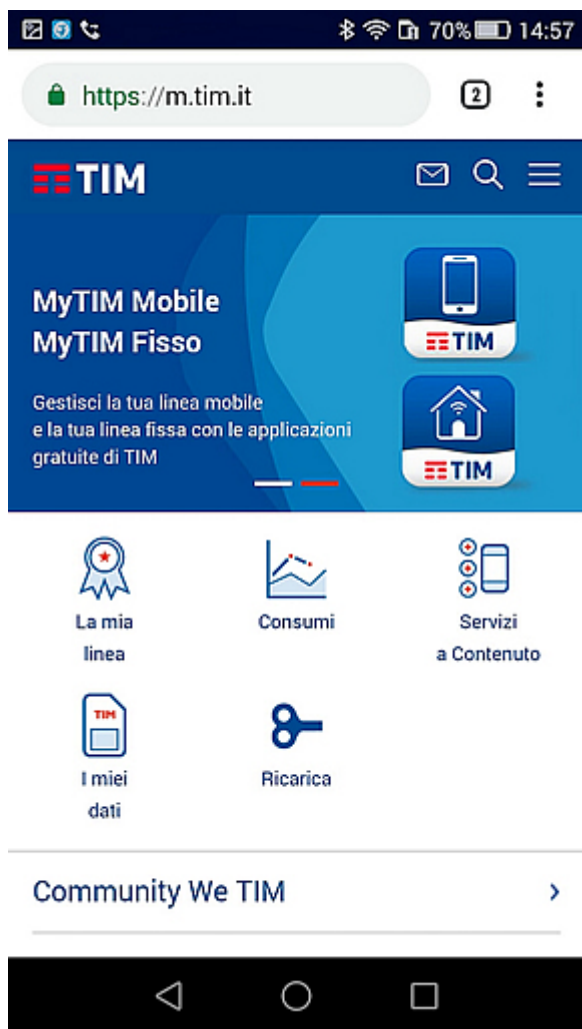 70% 14:57
https://m.tim.it 2
TIM
MyTIM Mobile
MyTIM Fisso
TIM
Gestisci la tua linea mobile
e la tua linea fissa con le applicazioni
gratuite di TIM
TIM
La mia
linea
Consumi
Servizi
a Contenuto
TIM
I miei
dati
Ricarica
Community We TIM